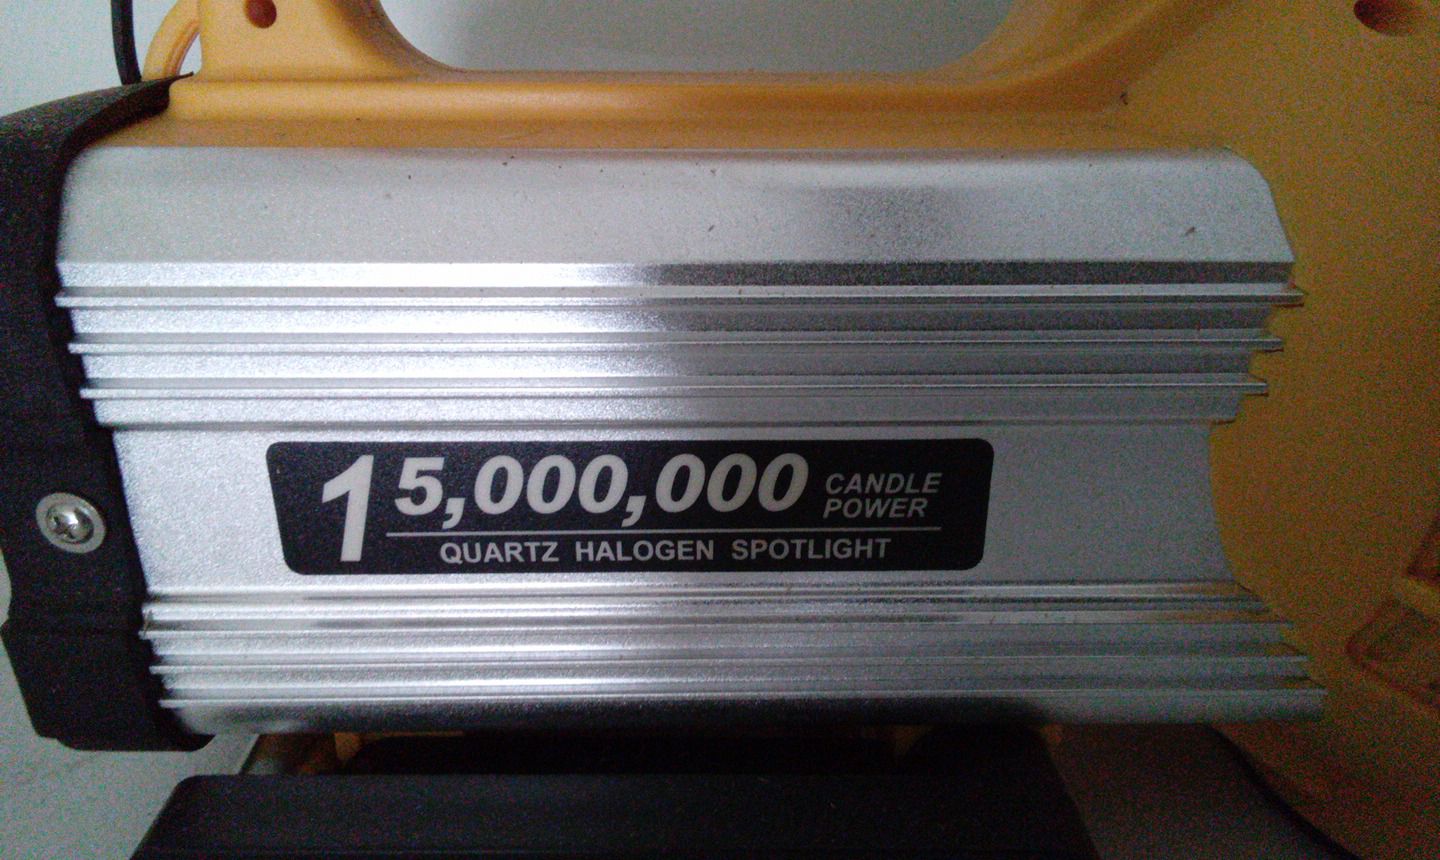 15,000,000 CANDLE POWER
QUARTZ HALOGEN SPOTLIGHT